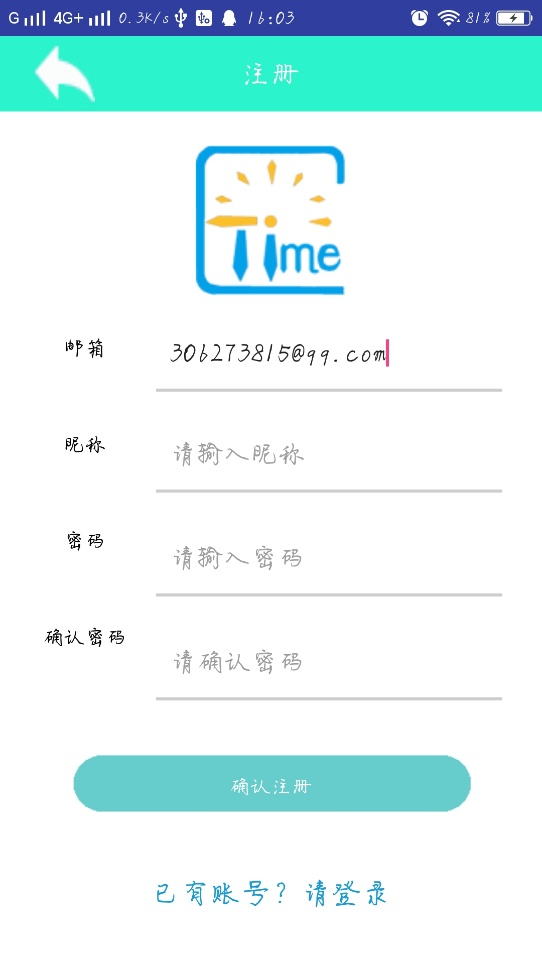 G 4G+ 0.3K/s 16:03 81%
注册
Time
邮箱 306273815@qq.com
昵称 请输入昵称
密码 请输入密码
确认密码 请确认密码
确认注册
已有账号？请登录